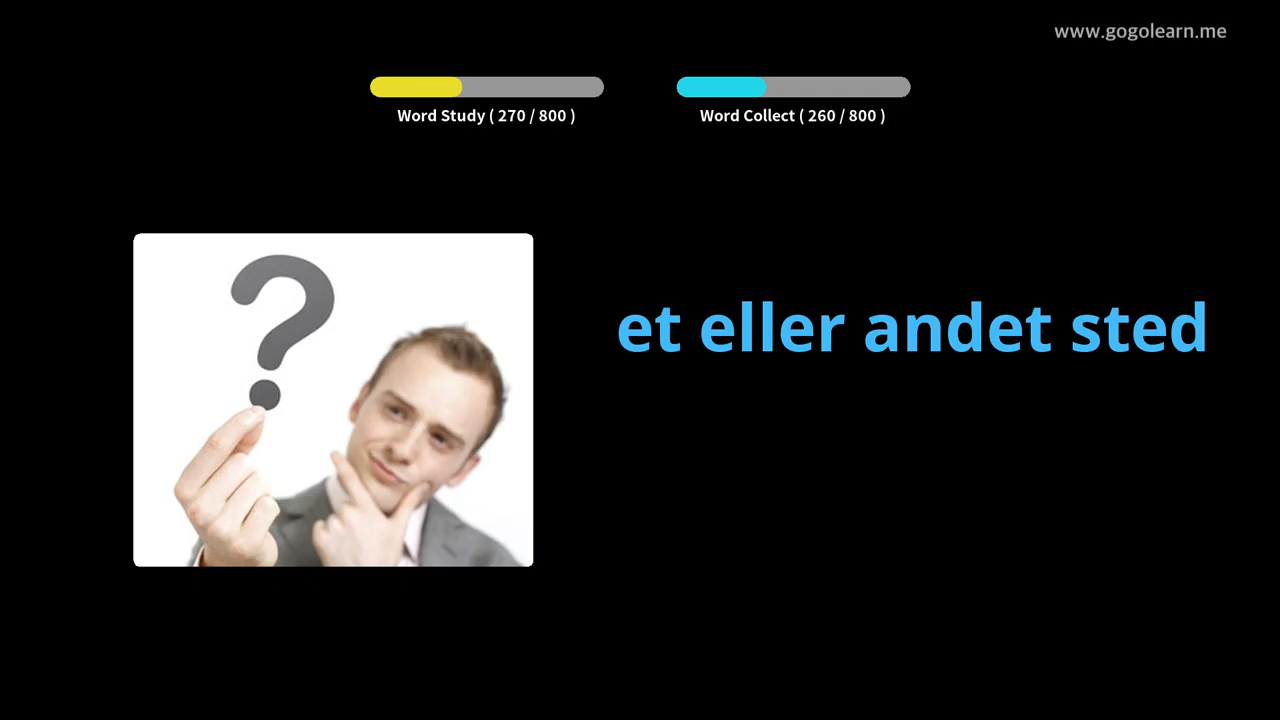 www.gogolearn.me
Word Study ( 270 / 800 )
Word Collect ( 260 / 800 )
?
et eller andet sted